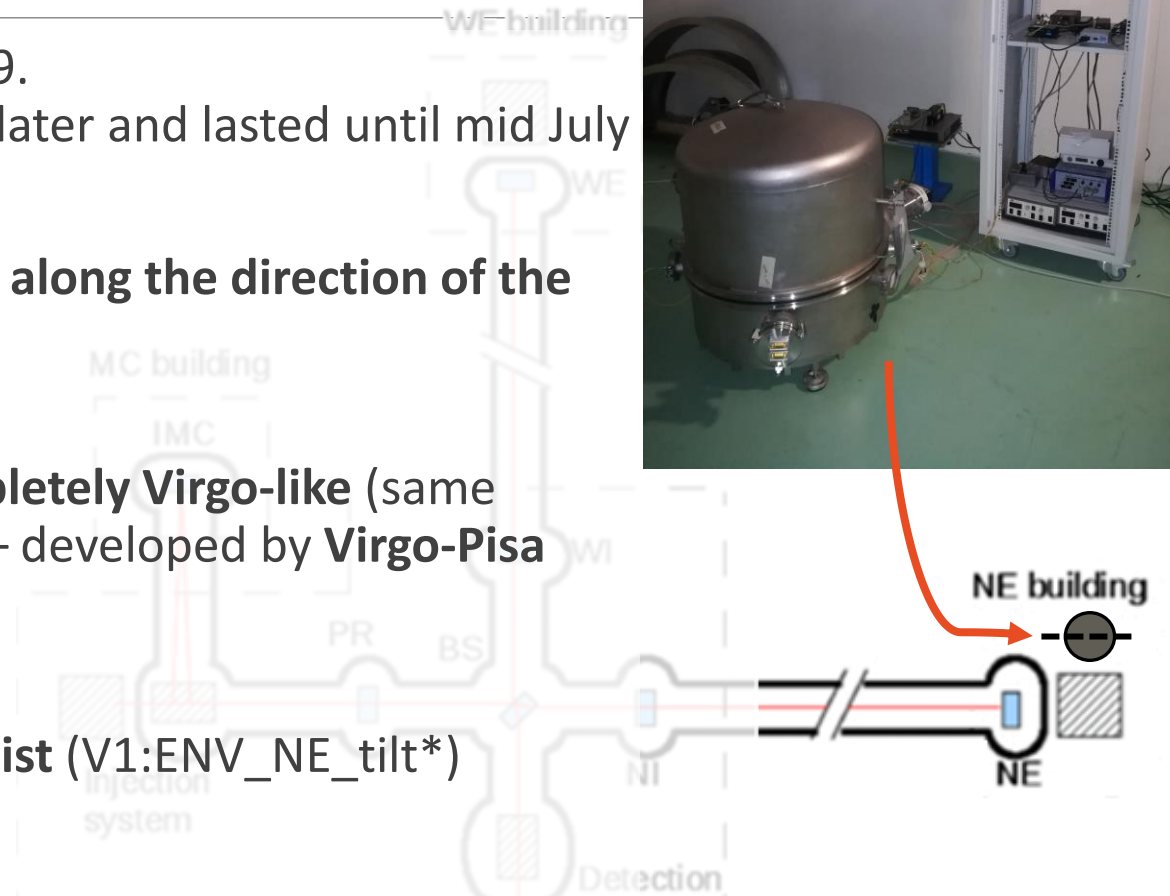 WE building
9.
later and lasted until mid July
WE
along the direction of the
MC building
IMC
pletely Virgo-like (same
- developed by Virgo-Pisa
WI
NE building
PR
BS
ist (V1:ENV_NE_tilt*)
NI
NE
Injection
system
Detection